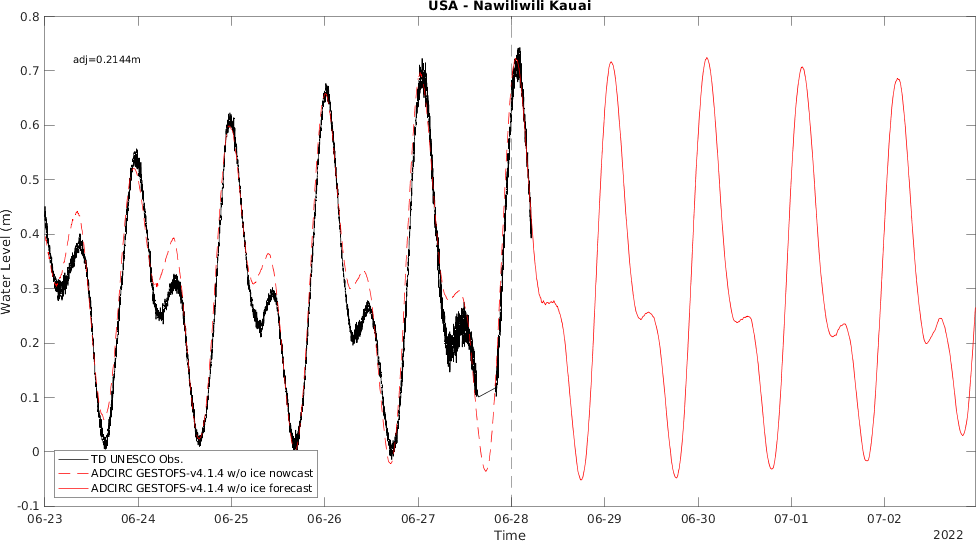 USA - Nawiliwili Kauai
adj=0.2144m
0.8
0.7
0.6
0.5
0.4
0.3
0.2
0.1
0
-0.1
Water Level (m)
TD UNESCO Obs.
ADCIRC GESTOFS-v4.1.4 w/o ice nowcast
ADCIRC GESTOFS-v4.1.4 w/o ice forecast
06-23 06-24 06-25 06-26 06-27 06-28 06-29 06-30 07-01 07-02
Time
2022